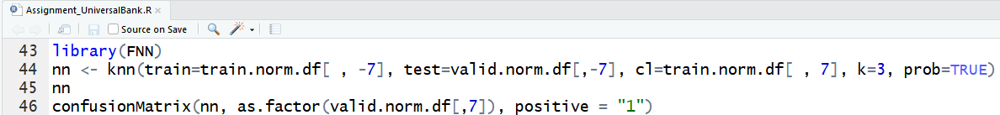 Assignment_UniversalBank.R
Source on Save
43 library(FNN)
44 nn <- knn(train=train.norm.df[ , -7], test=valid.norm.df[,-7], cl=train.norm.df[ , 7], k=3, prob=TRUE)
45 nn
46 confusionMatrix(nn, as.factor(valid.norm.df[,7]), positive = "1")